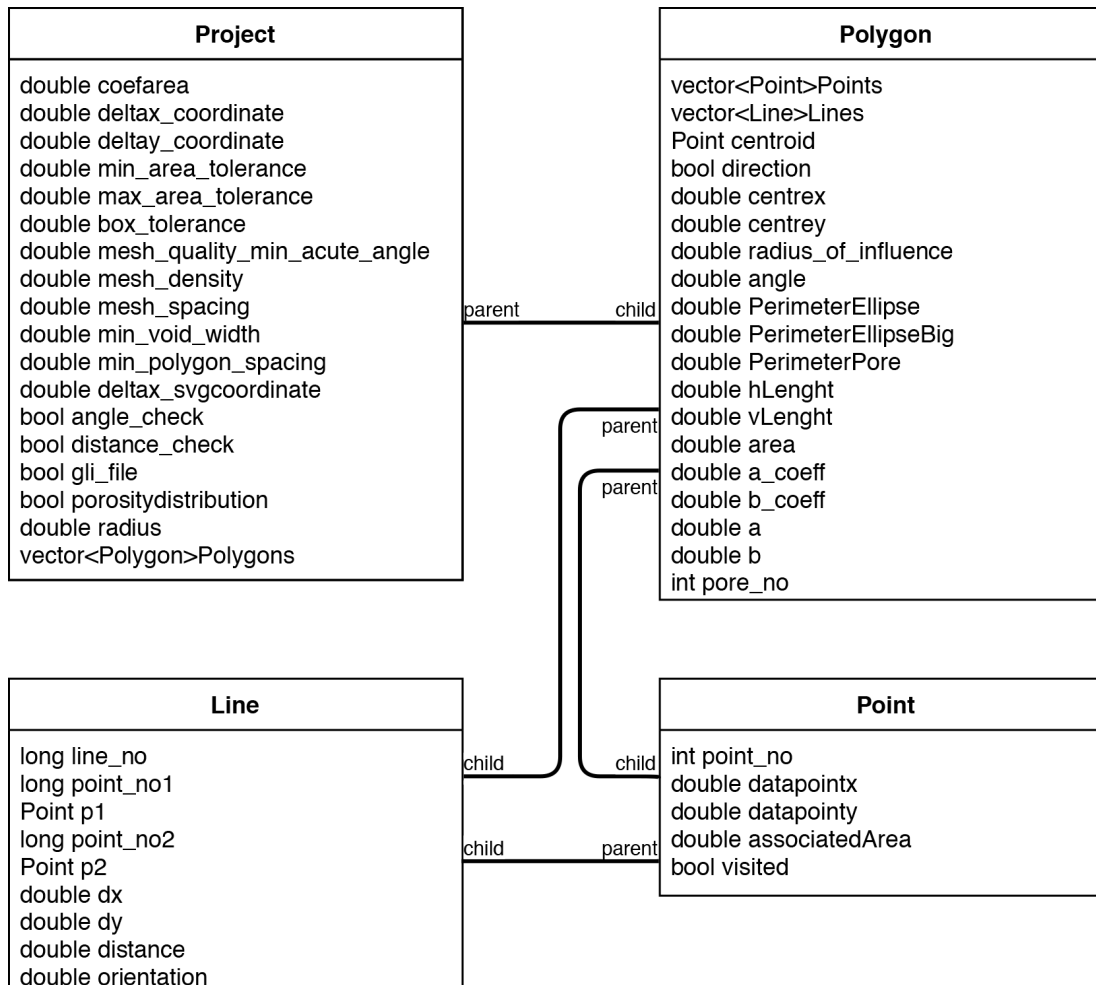 Project
double coefarea
double deltax_coordinate
double deltay_coordinate
double min_area_tolerance
double max_area_tolerance
double box_tolerance
double mesh_quality_min_acute_angle
double mesh_density
double mesh_spacing
double min_void_width
double min_polygon_spacing
double deltax_svgcoordinate
bool angle_check
bool distance_check
bool gli_file
bool porositydistribution
double radius
vector<Polygon>Polygons
parent
child
Polygon
vector<Point>Points
vector<Line>Lines
Point centroid
bool direction
double centrex
double centrey
double radius_of_influence
double angle
double PerimeterEllipse
double PerimeterEllipseBig
double PerimeterPore
double hLenght
double vLenght
double area
double a_coeff
double b_coeff
double a
double b
int pore_no
parent
parent
Line
long line_no
long point_no1
Point p1
long point_no2
Point p2
double dx
double dy
double distance
double orientation
child
child
child
parent
Point
int point_no
double datapointx
double datapointy
double associatedArea
bool visited